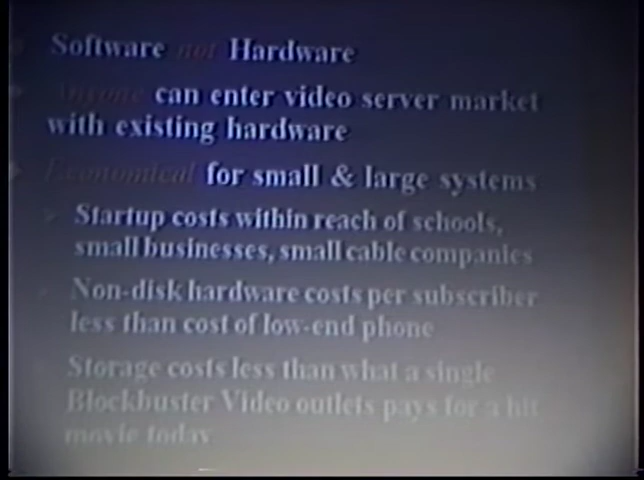 Software not Hardware
Anyone can enter video server market
with existing hardware
Economical for small & large systems
Startup costs within reach of schools,
small businesses, small cable companies
Non-disk hardware costs per subscriber
less than cost of low-end phone
Storage costs less than what a single
Blockbuster Video outlets pays for a hit
movie today